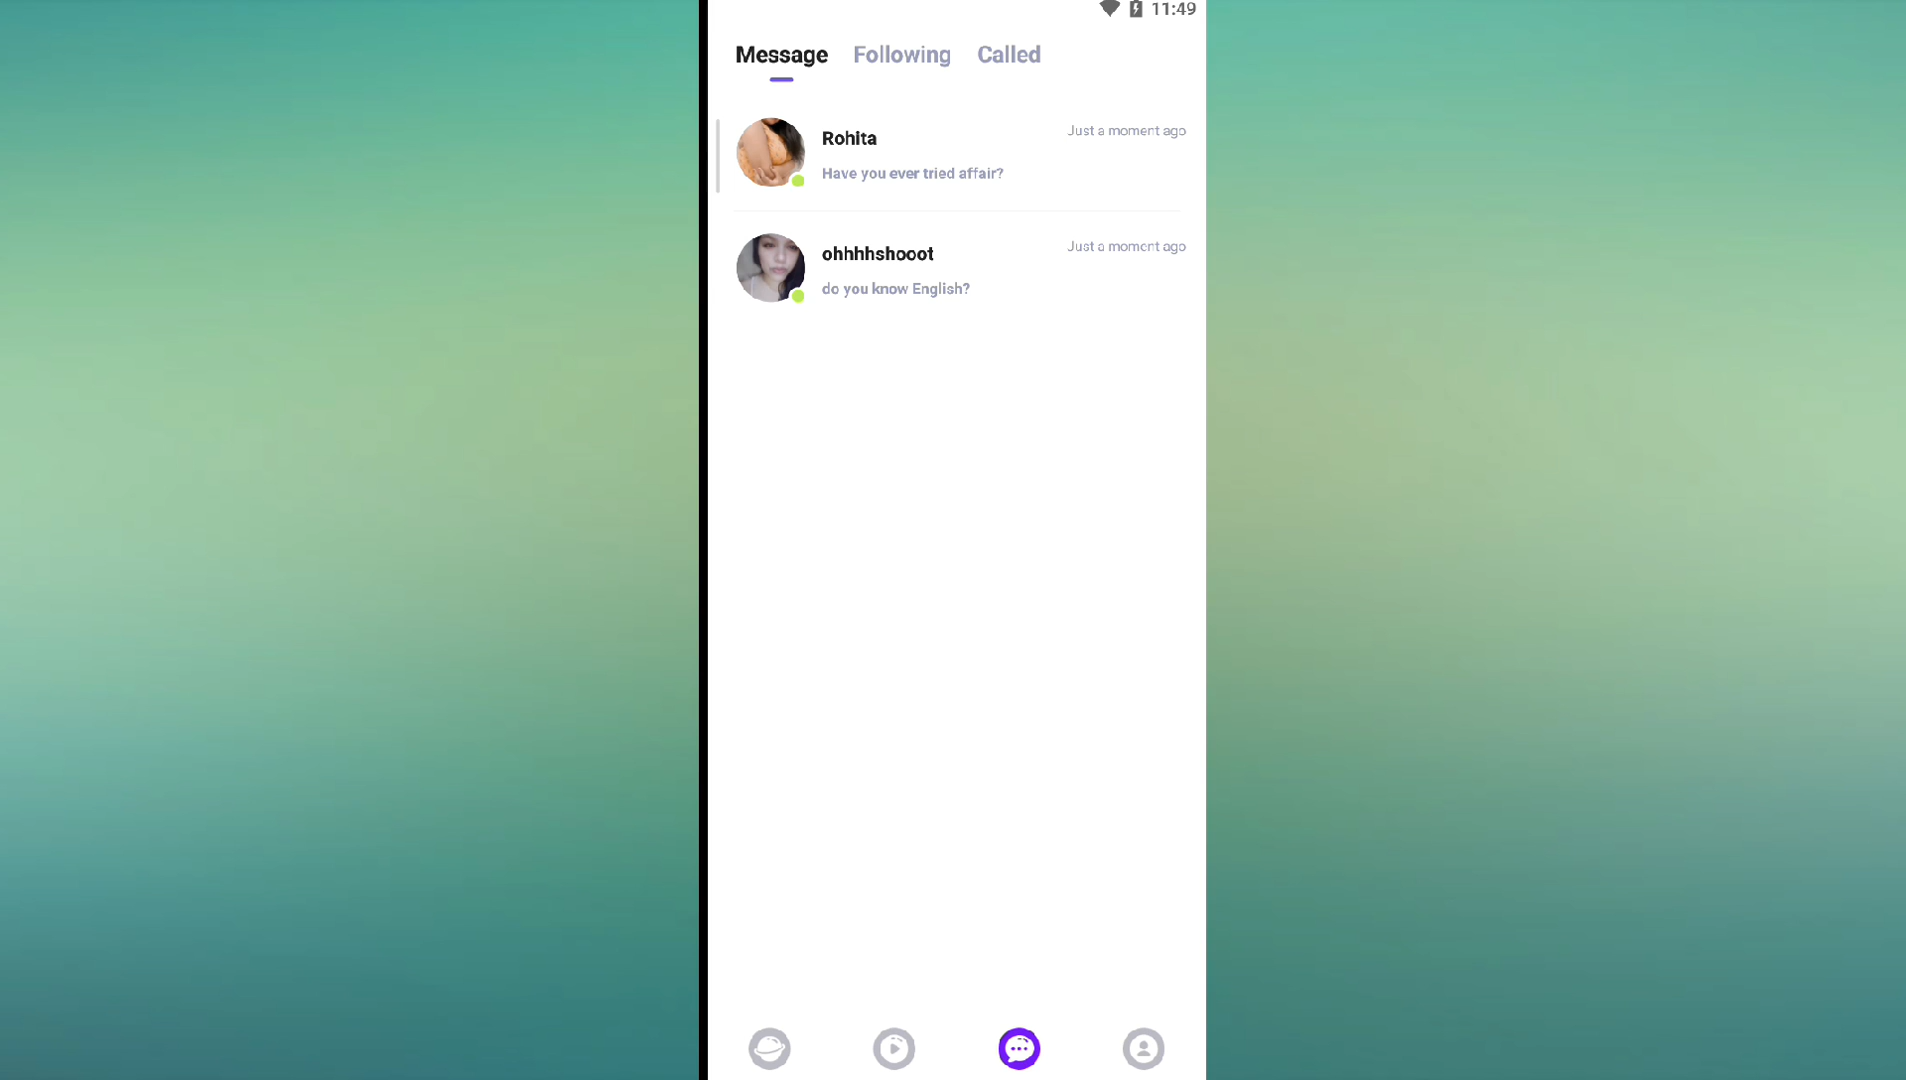 11:49
Message Following Called
Rohita
Just a moment ago
Have you ever tried affair?
ohhhhshooot
Just a moment ago
do you know English?